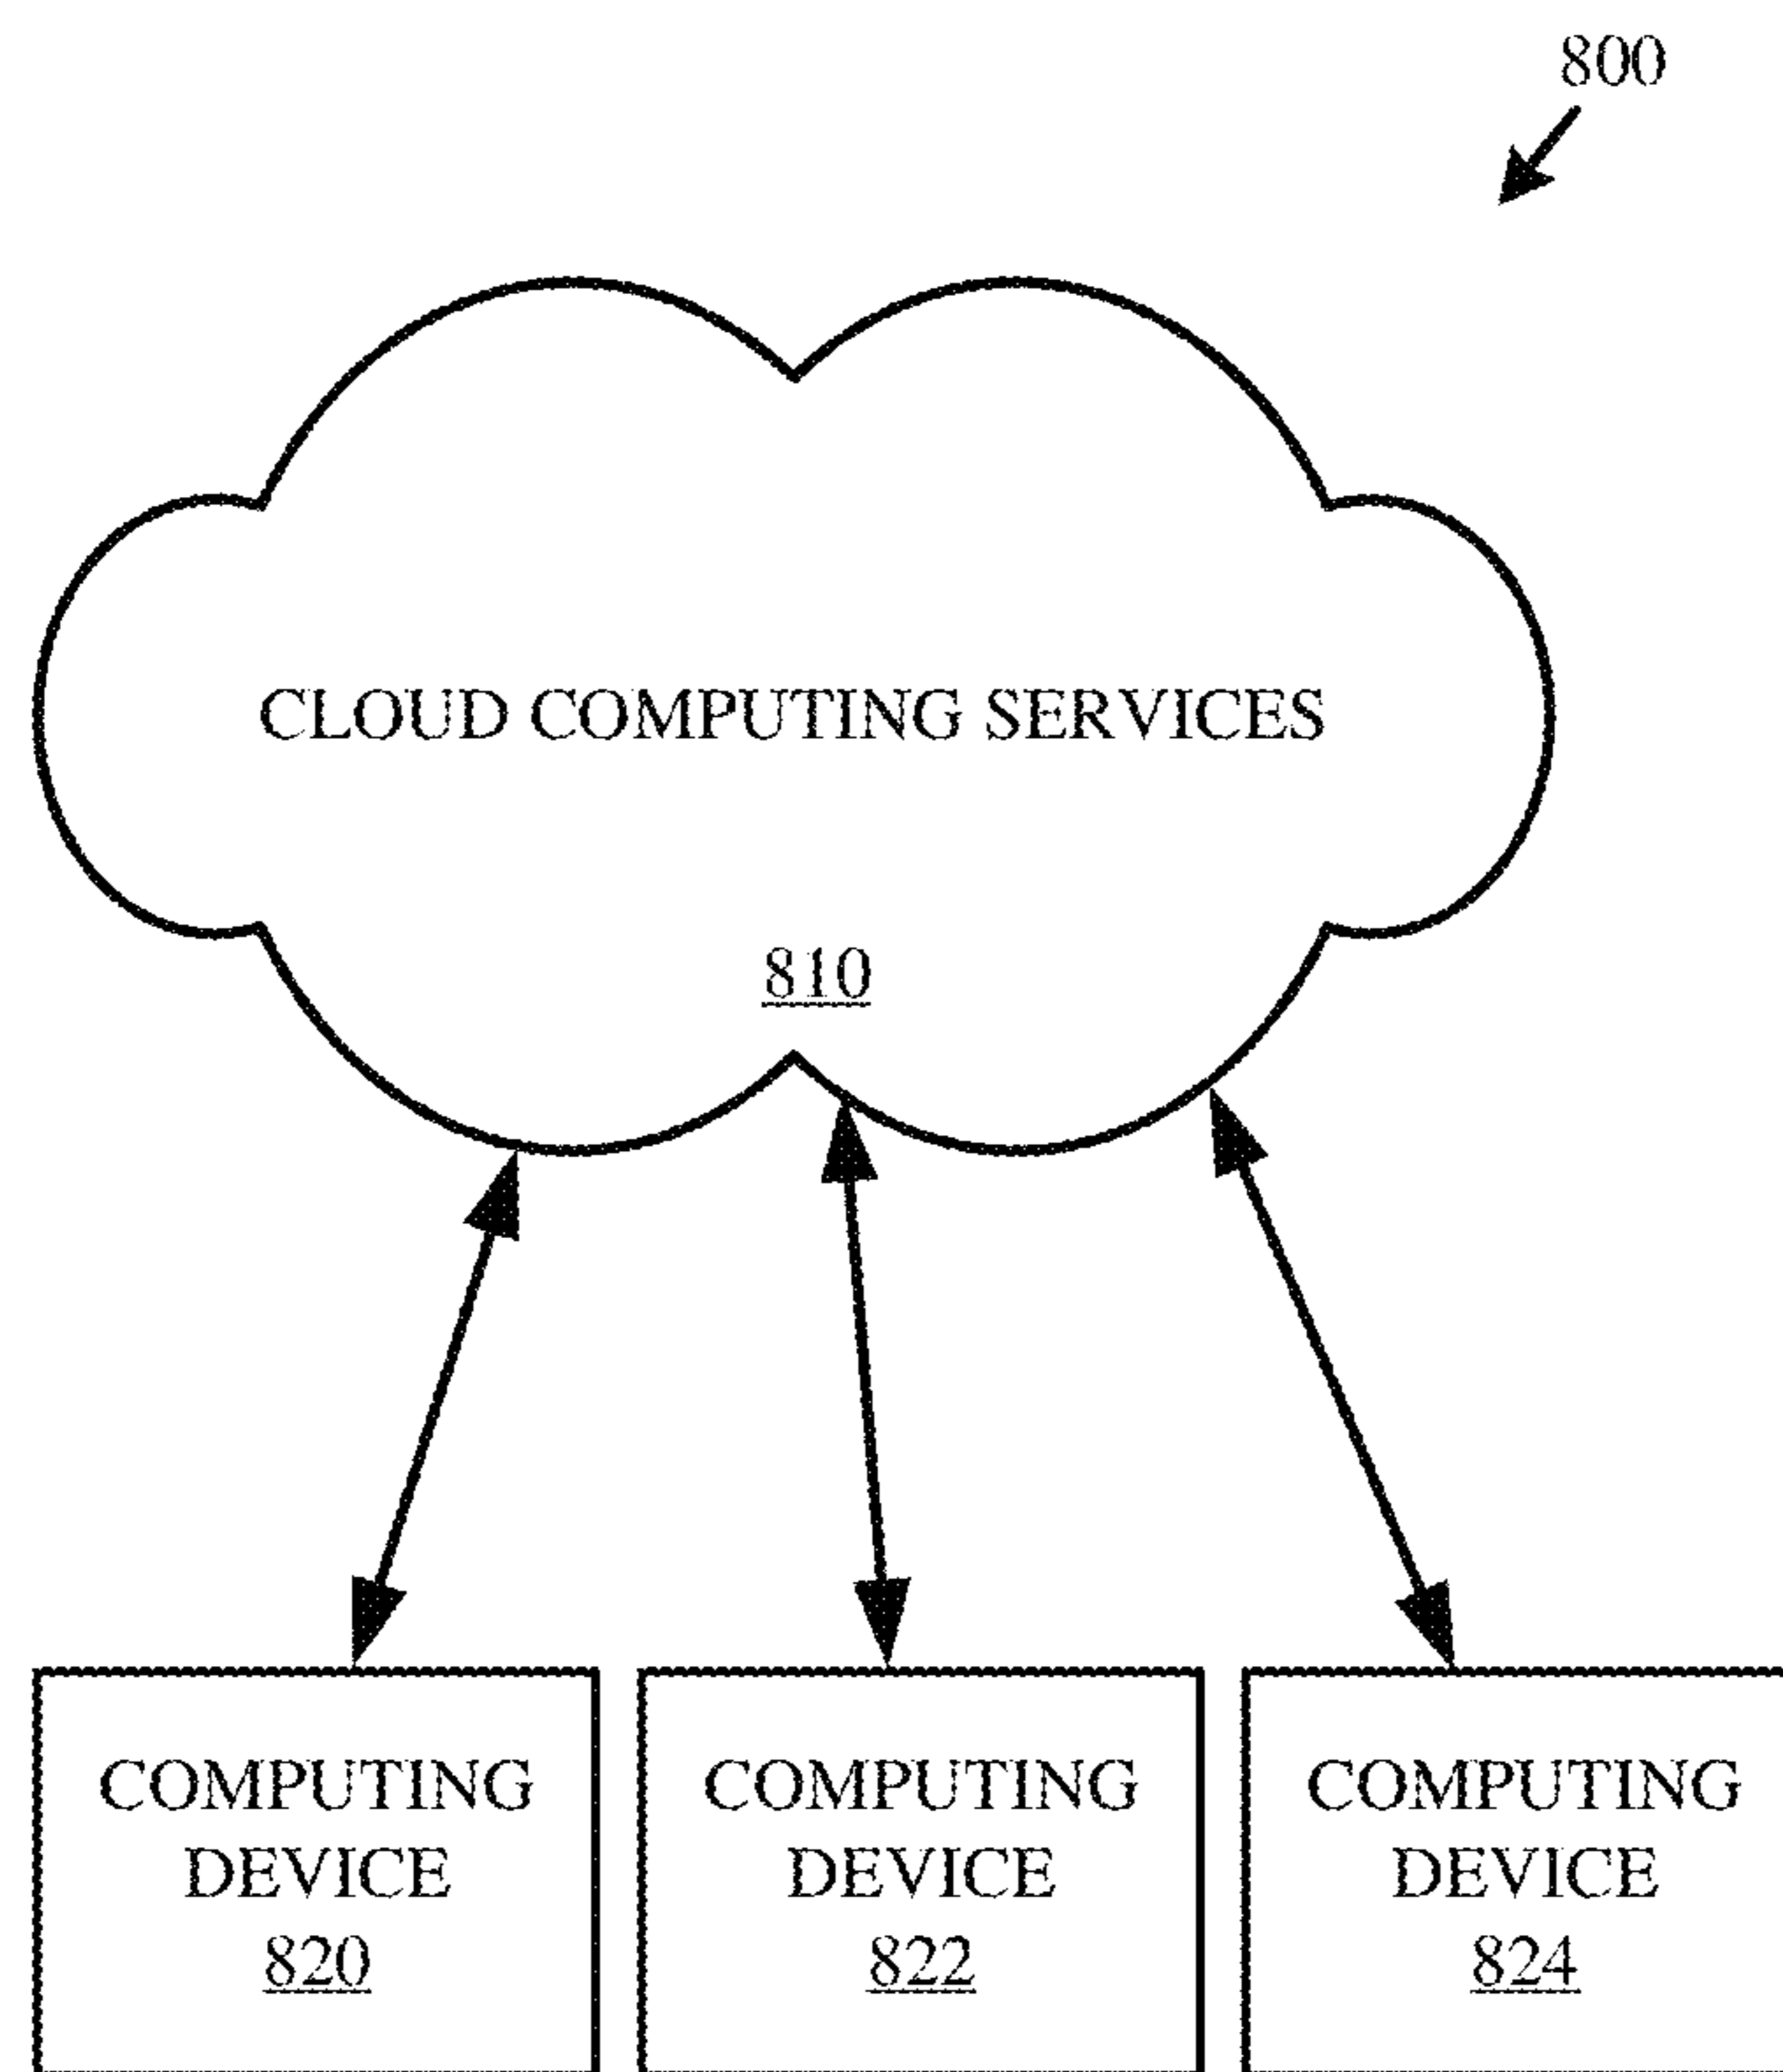 800
CLOUD COMPUTING SERVICES
810
COMPUTING
DEVICE
820
COMPUTING
DEVICE
822
COMPUTING
DEVICE
824